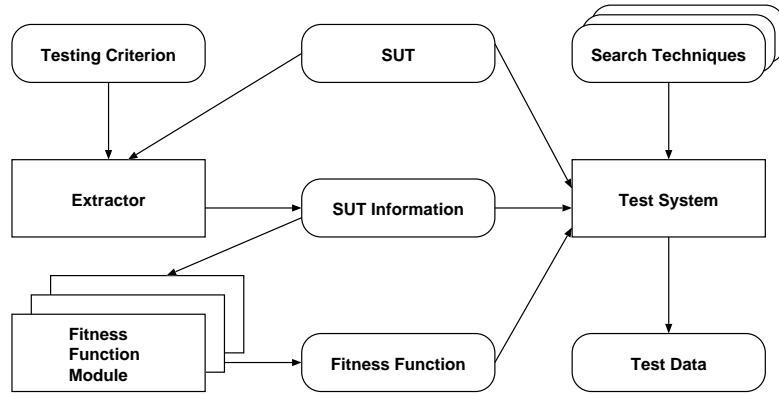 Testing Criterion
SUT
Search Techniques
Extractor
SUT Information
Test System
Fitness
Function
Module
Fitness Function
Test Data